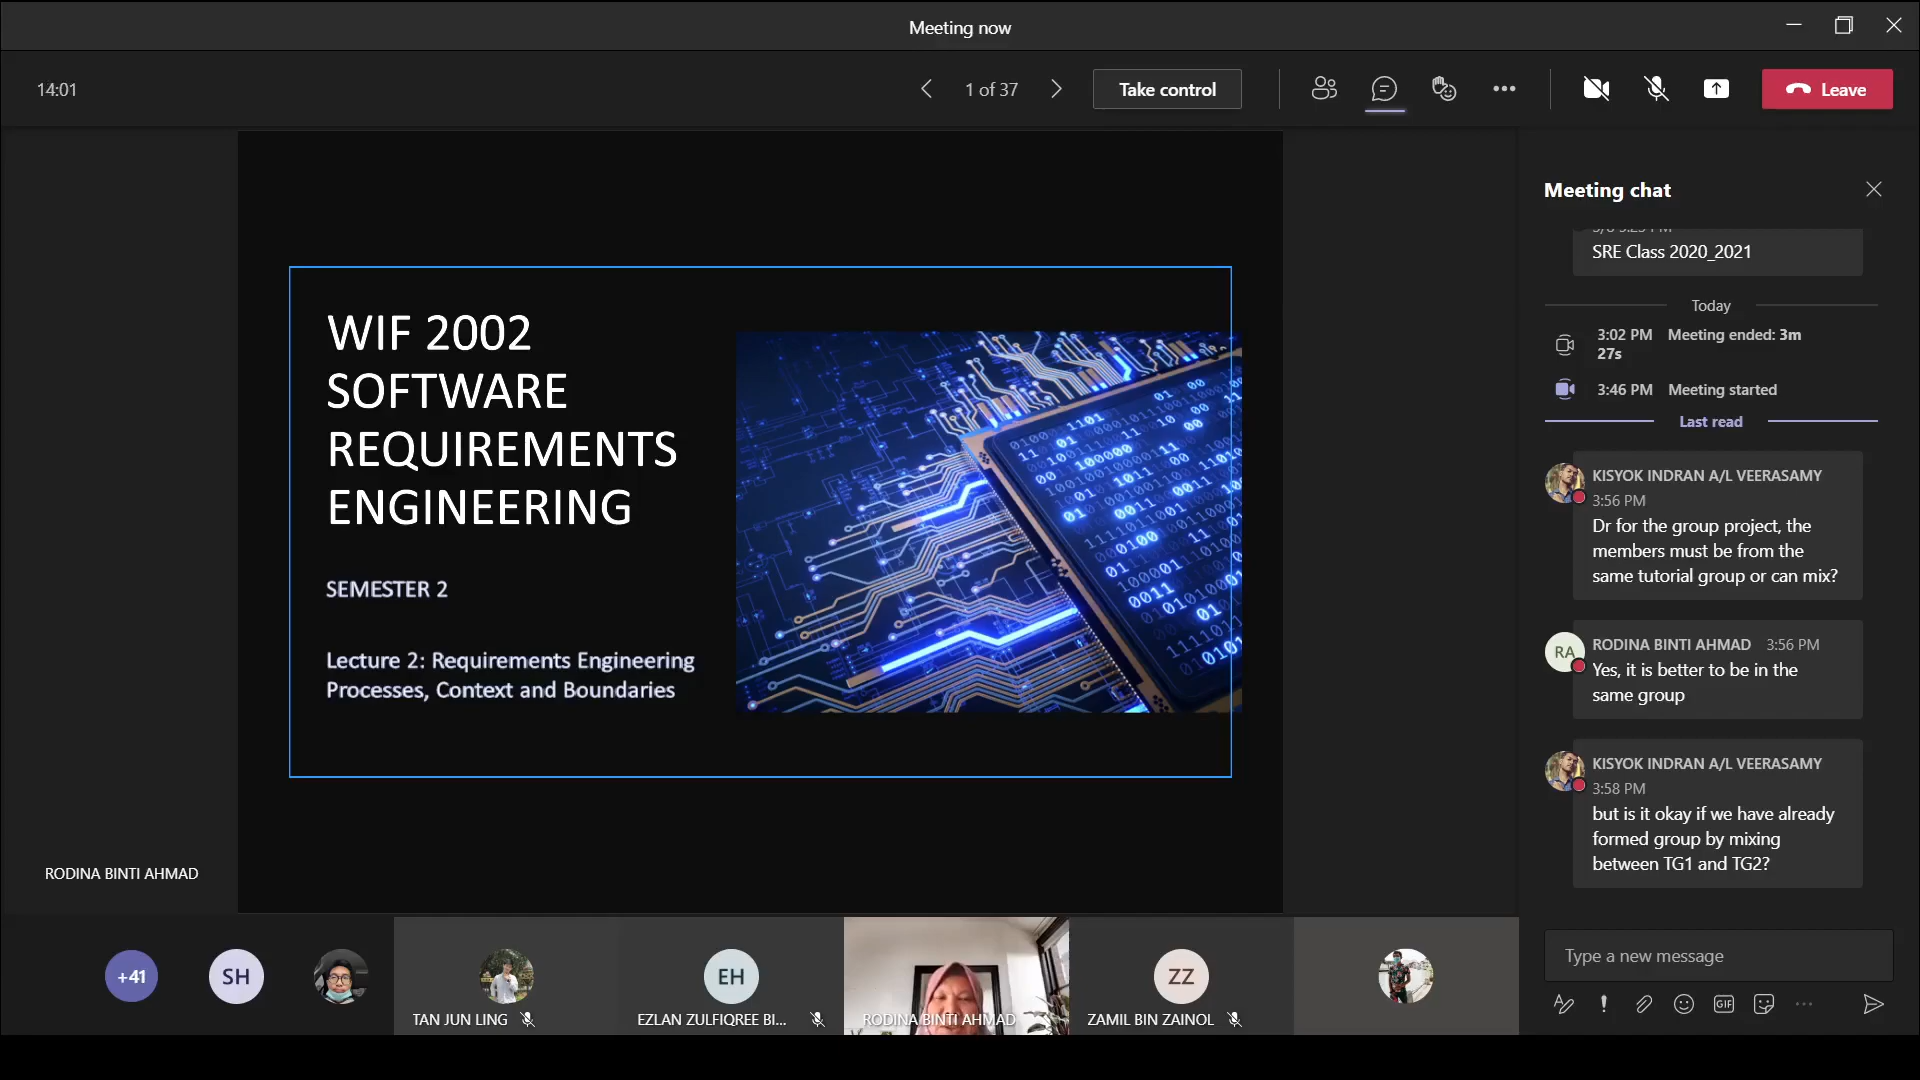 Meeting now
14:01
1 of 37
Take control
Leave
WIF 2002
SOFTWARE
REQUIREMENTS
ENGINEERING
SEMESTER 2
Lecture 2: Requirements Engineering
Processes, Context and Boundaries
RODINA BINTI AHMAD
Meeting chat
SRE Class 2020_2021
Today
3:02 PM Meeting ended: 3m
27s
3:46 PM Meeting started
Last read
KISYOK INDRAN A/L VEERASAMY
3:56 PM
Dr for the group project, the
members must be from the
same tutorial group or can mix?
RA
RODINA BINTI AHMAD 3:56 PM
Yes, it is better to be in the
same group
KISYOK INDRAN A/L VEERASAMY
3:58 PM
but is it okay if we have already
formed group by mixing
between TG1 and TG2?
Type a new message
GIF
+41
SH
TAN JUN LING
EH
EZLAN ZULFIQREE BI...
RODINA BINTI AHMAD
ZZ
ZAMIL BIN ZAINOL